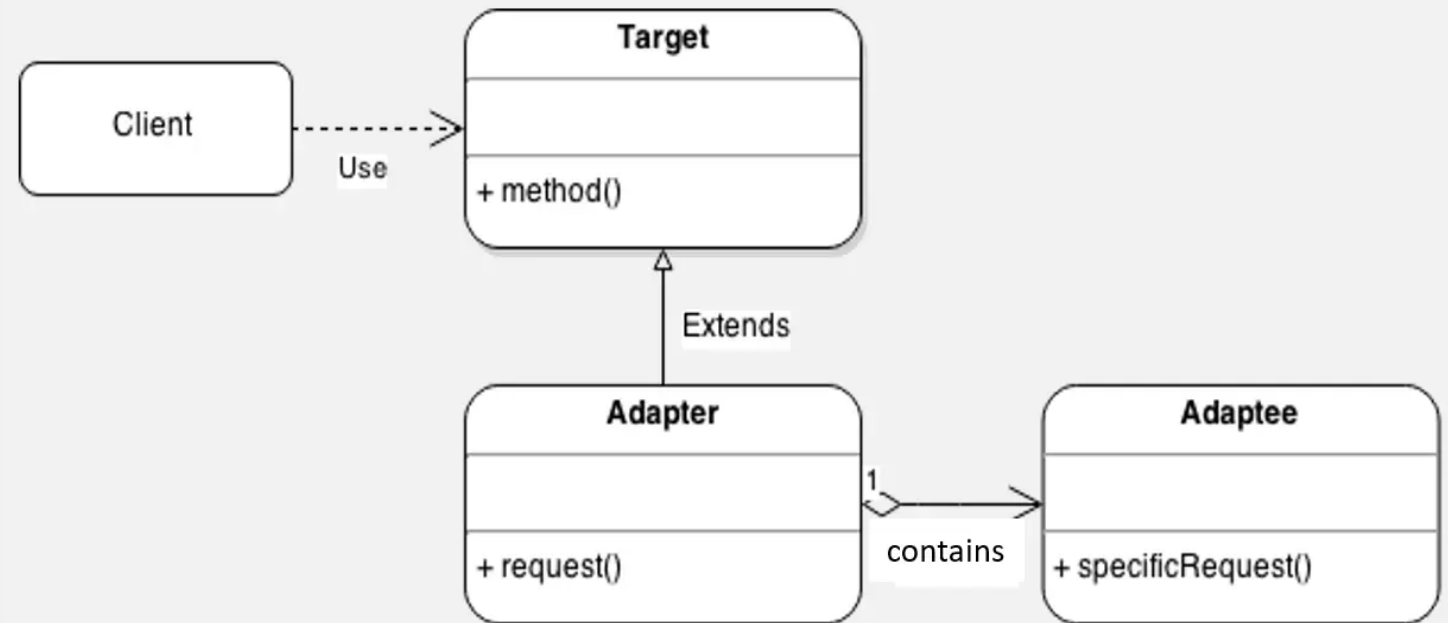 Target
Client
Use
+ method()
Extends
Adapter
Adaptee
1
contains
+ request()
+ specificRequest()